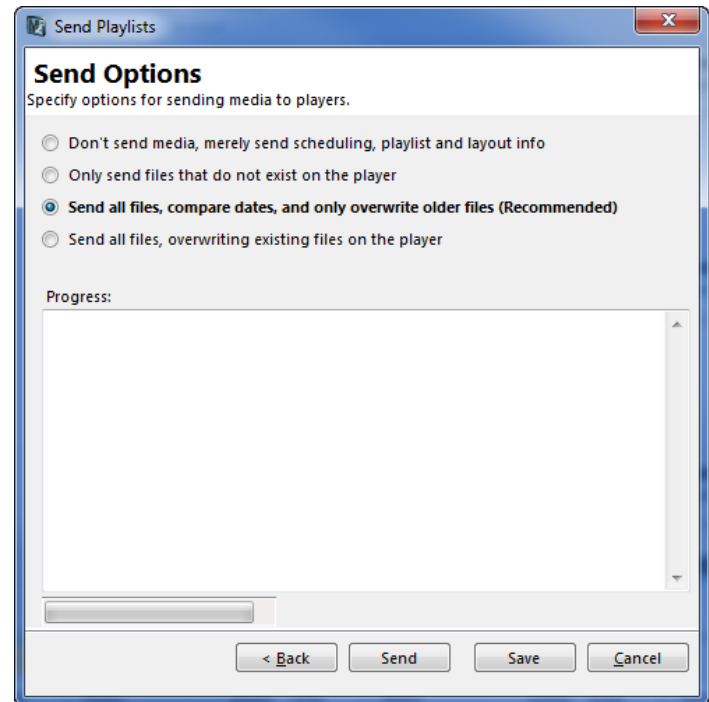 Send Playlists
Send Options
Specify options for sending media to players.
Don't send media, merely send scheduling, playlist and layout info
Only send files that do not exist on the player
Send all files, compare dates, and only overwrite older files (Recommended)
Send all files, overwriting existing files on the player
Progress:
< Back Send Save Cancel